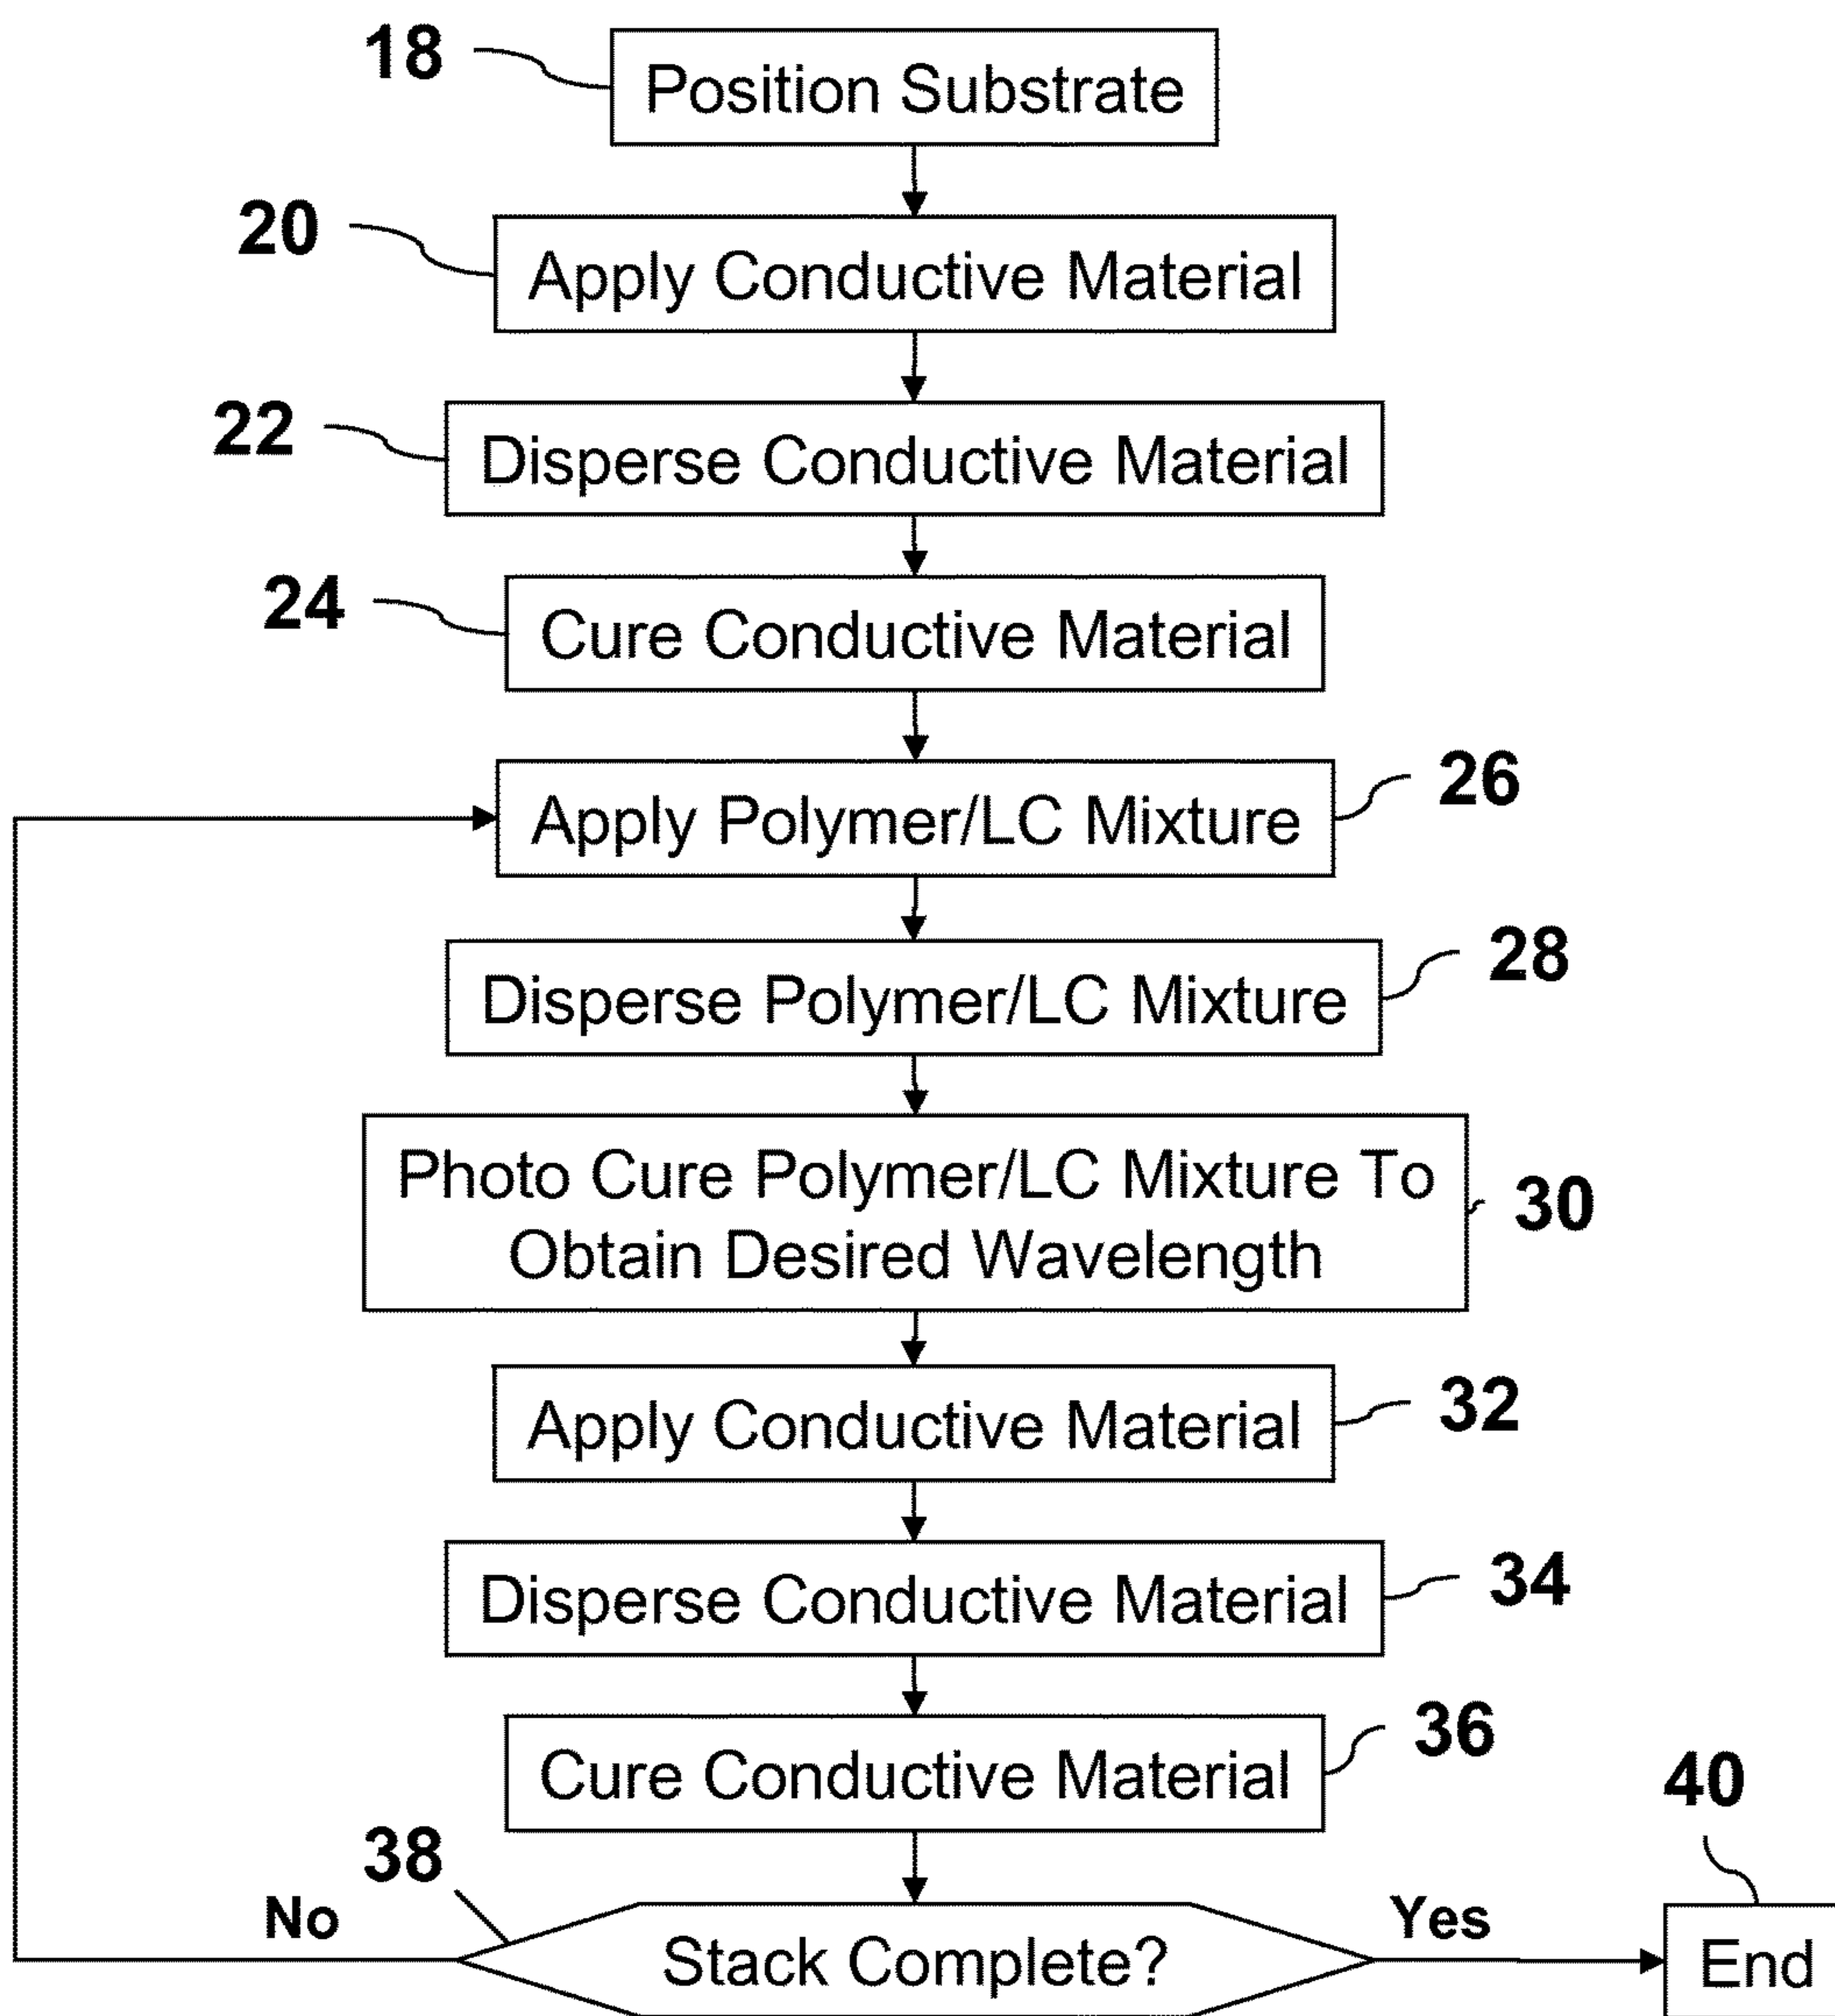 18
Position Substrate
20
Apply Conductive Material
22
Disperse Conductive Material
24
Cure Conductive Material
Apply Polymer/LC Mixture
26
Disperse Polymer/LC Mixture
28
Photo Cure Polymer/LC Mixture To
Obtain Desired Wavelength
30
Apply Conductive Material
32
Disperse Conductive Material
34
Cure Conductive Material
36
38
No
Stack Complete?
Yes
40
End